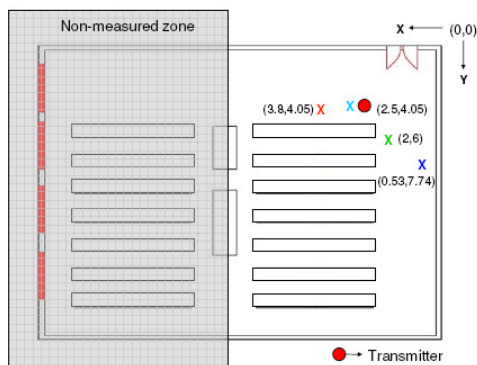 Non-measured zone
X
(0,0)
Y
(3.8,4.05) X
X
(2.5,4.05)
X (2,6)
X
(0.53,7.74)
Transmitter